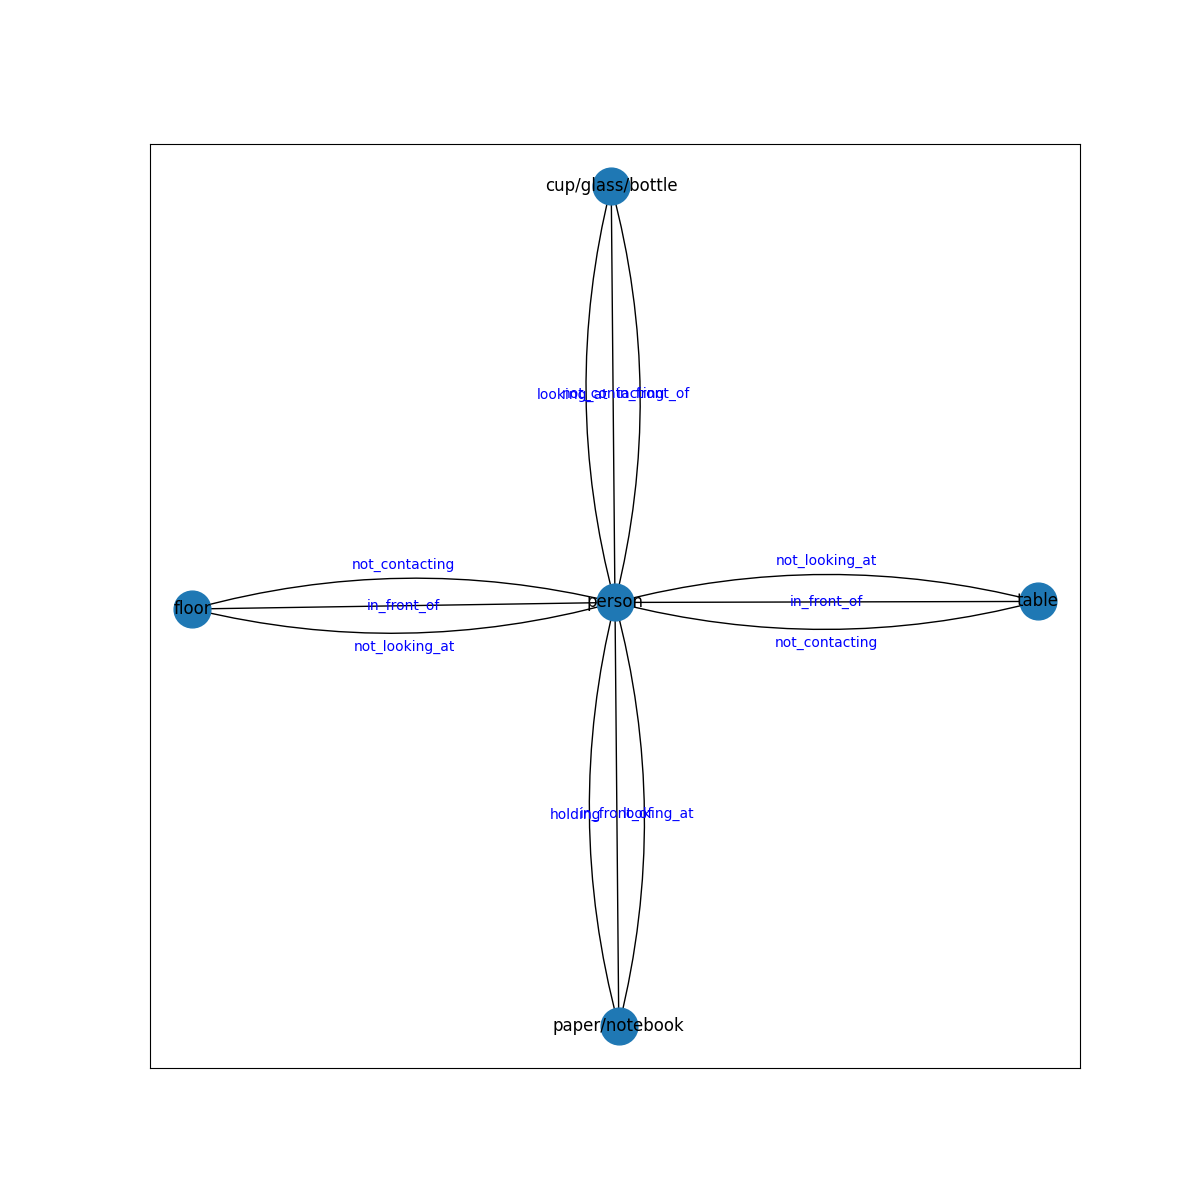 cup/glass/bottle
looking_at
not_contacting
in_front_of
not_contacting
not_looking_at
in_front_of
in_front_of
floor
person
table
not_looking_at
not_contacting
holding
in_front_of
looking_at
paper/notebook